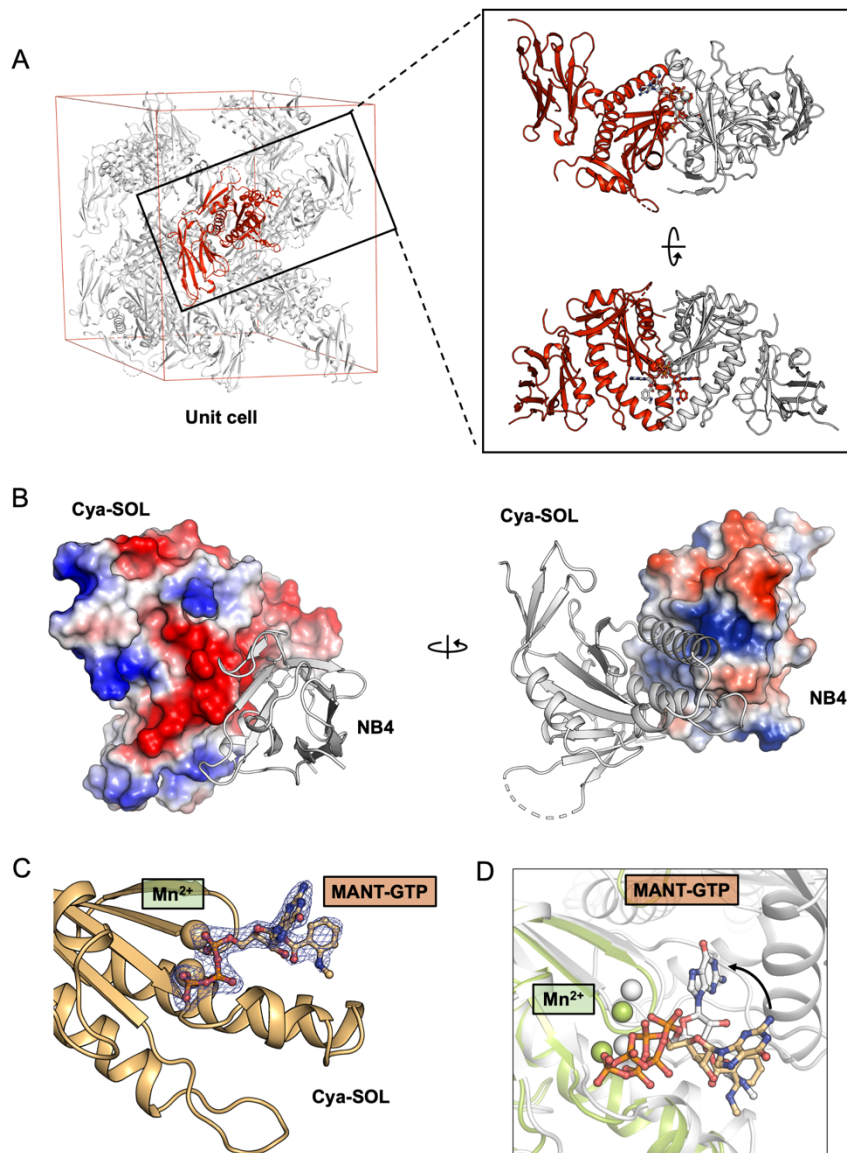 A
Unit cell
B
Cya-SOL
NB4
Cya-SOL
NB4
C
Mn²⁺
MANT-GTP
Cya-SOL
D
MANT-GTP
Mn²⁺